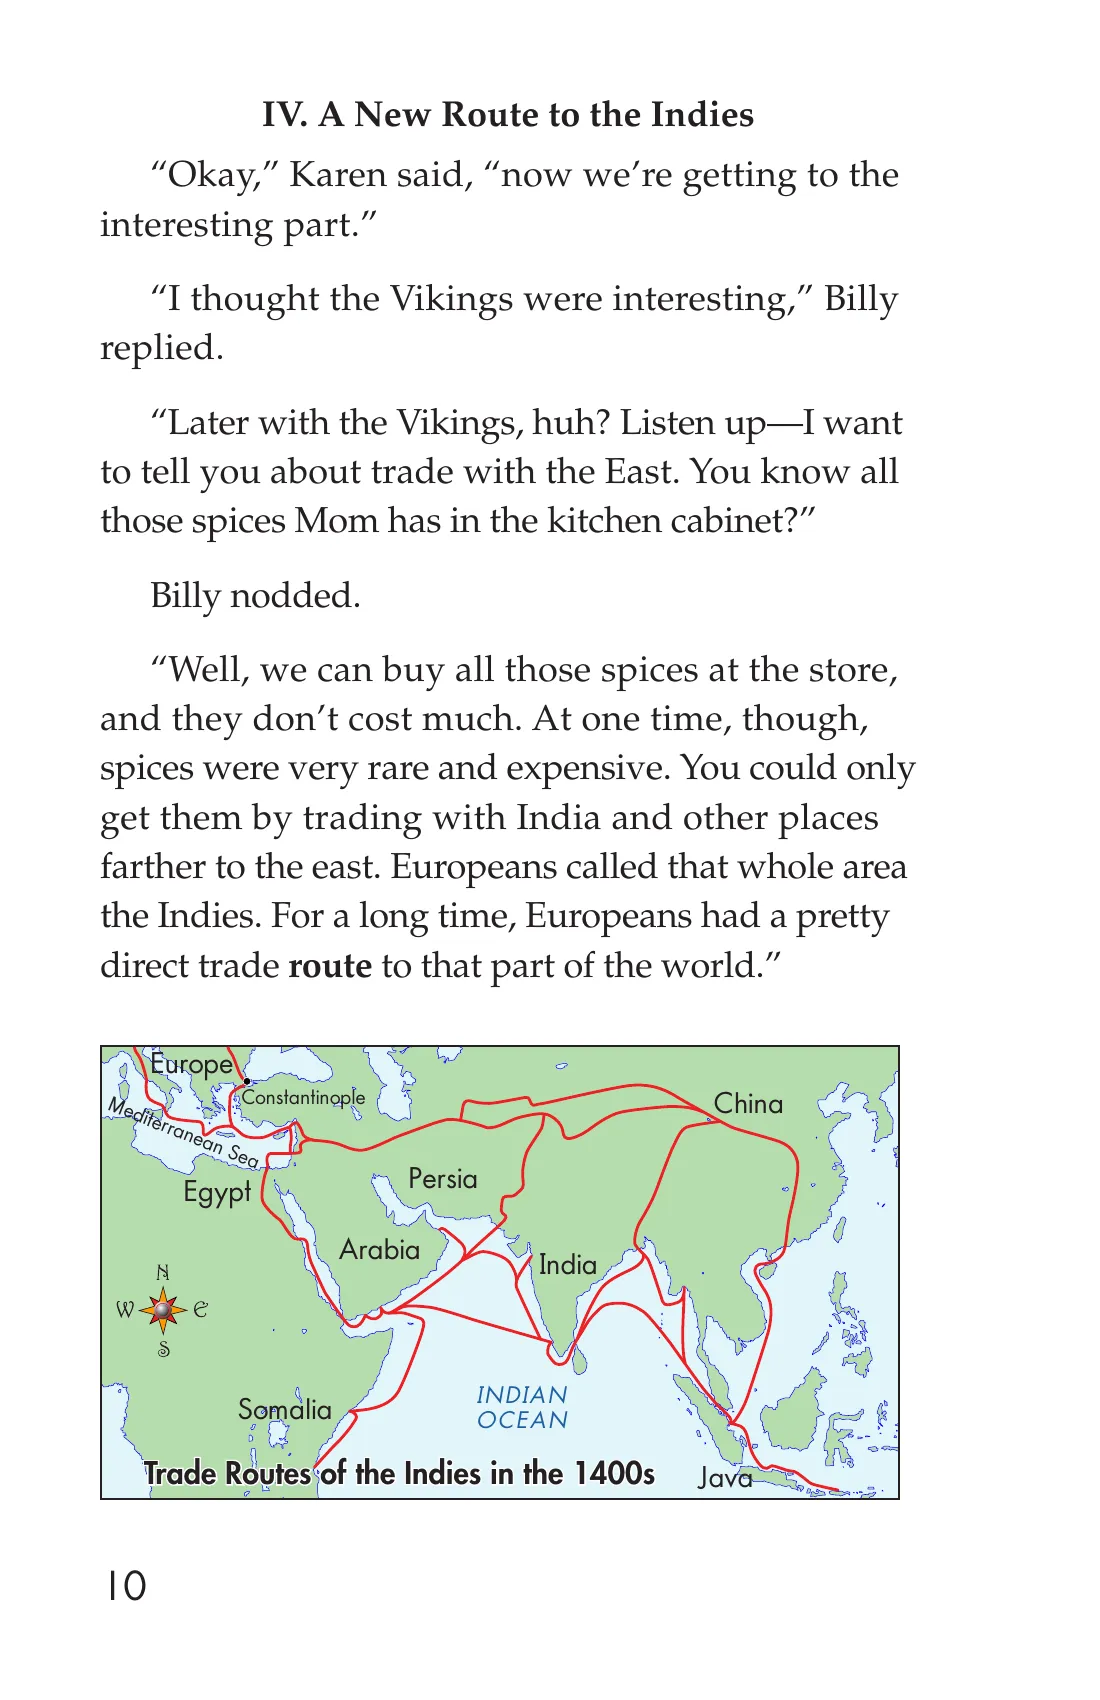 IV. A New Route to the Indies
“Okay,” Karen said, “now we’re getting to the
interesting part.”
“I thought the Vikings were interesting,” Billy
replied.
“Later with the Vikings, huh? Listen up—I want
to tell you about trade with the East. You know all
those spices Mom has in the kitchen cabinet?”
Billy nodded.
“Well, we can buy all those spices at the store,
and they don’t cost much. At one time, though,
spices were very rare and expensive. You could only
get them by trading with India and other places
farther to the east. Europeans called that whole area
the Indies. For a long time, Europeans had a pretty
direct trade route to that part of the world.”
Europe
Constantinople
China
Mediterranean Sea
Persia
Egypt
Arabia
India
N
W
E
S
INDIAN
OCEAN
Somalia
Trade Routes of the Indies in the 1400s
Java
10